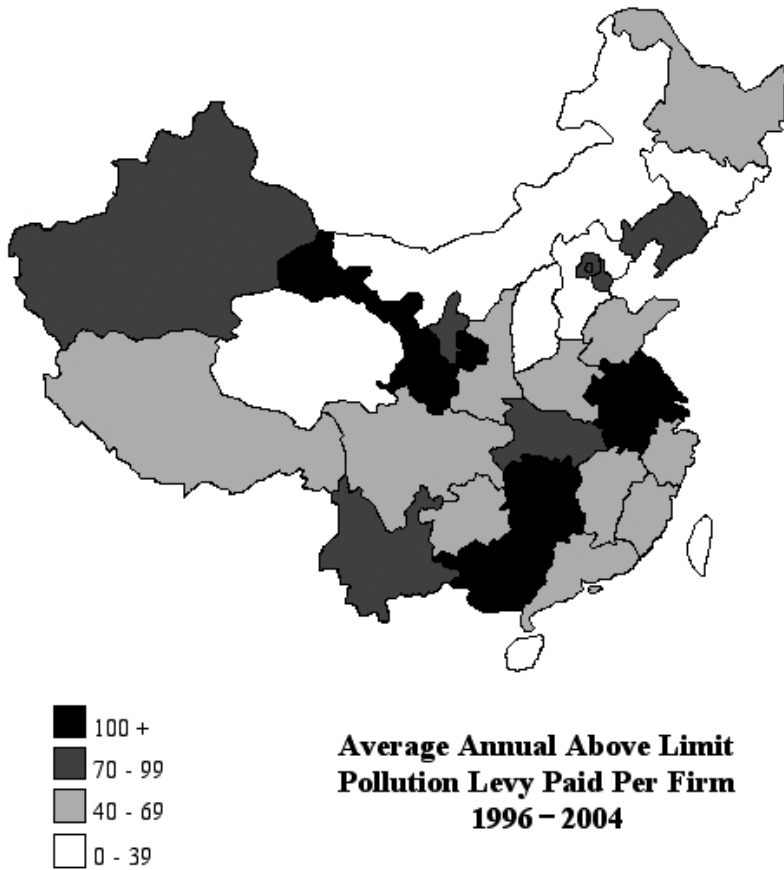 100 +
70 - 99
40 - 69
0 - 39
Average Annual Above Limit
Pollution Levy Paid Per Firm
1996 – 2004